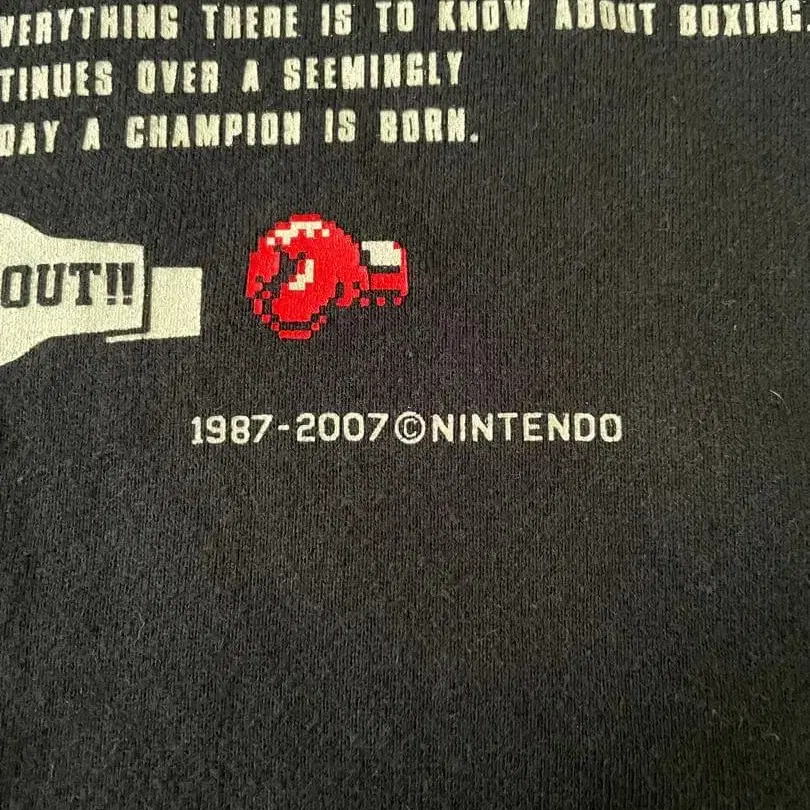 VERYTHING THERE IS TO KNOW ABOUT BOXING
TINUES OVER A SEEMINGLY
DAY A CHAMPION IS BORN.
OUT!!
1987-2007©NINTENDO